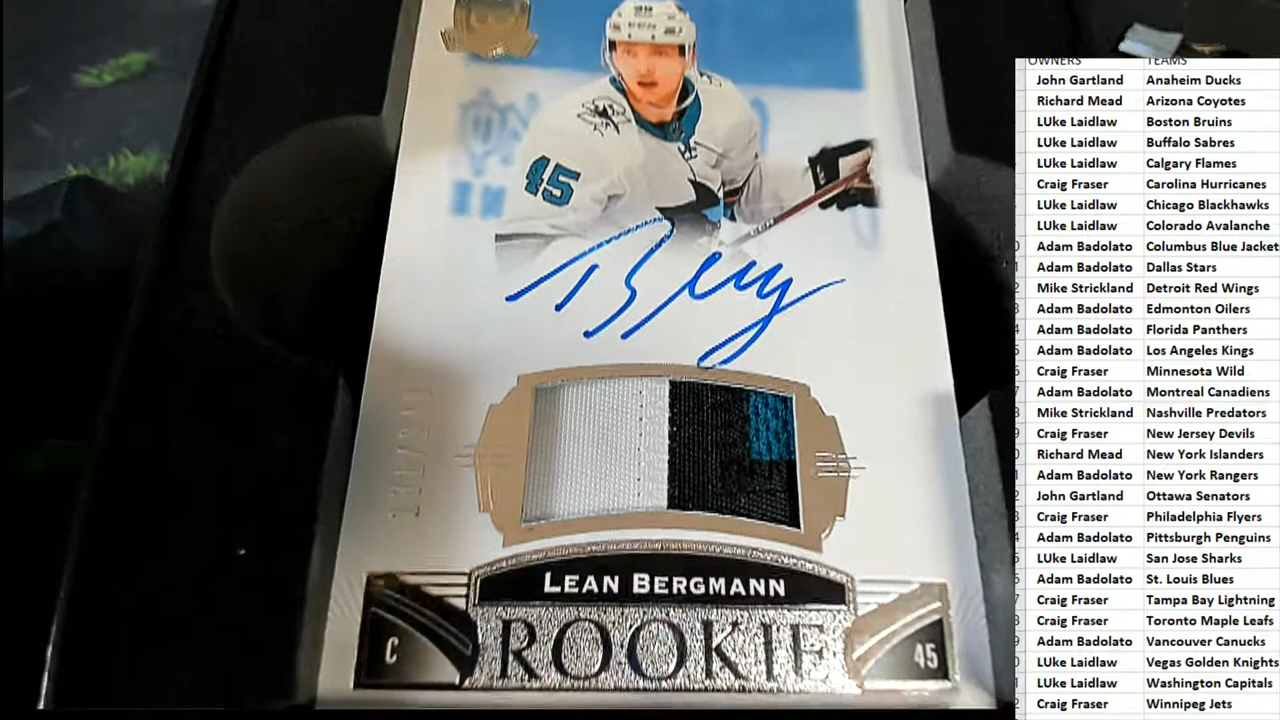 45
Berg
LEAN BERGMANN
ROOKIE
C
45
OWNERS TEAMS
John Gartland Anaheim Ducks
Richard Mead Arizona Coyotes
LUke Laidlaw Boston Bruins
LUke Laidlaw Buffalo Sabres
LUke Laidlaw Calgary Flames
Craig Fraser Carolina Hurricanes
LUke Laidlaw Chicago Blackhawks
LUke Laidlaw Colorado Avalanche
Adam Badolato Columbus Blue Jacket
Adam Badolato Dallas Stars
Mike Strickland Detroit Red Wings
Adam Badolato Edmonton Oilers
Adam Badolato Florida Panthers
Adam Badolato Los Angeles Kings
Craig Fraser Minnesota Wild
Adam Badolato Montreal Canadiens
Mike Strickland Nashville Predators
Craig Fraser New Jersey Devils
Richard Mead New York Islanders
Adam Badolato New York Rangers
John Gartland Ottawa Senators
Craig Fraser Philadelphia Flyers
Adam Badolato Pittsburgh Penguins
LUke Laidlaw San Jose Sharks
Adam Badolato St. Louis Blues
Craig Fraser Tampa Bay Lightning
Craig Fraser Toronto Maple Leafs
Adam Badolato Vancouver Canucks
LUke Laidlaw Vegas Golden Knights
LUke Laidlaw Washington Capitals
Craig Fraser Winnipeg Jets